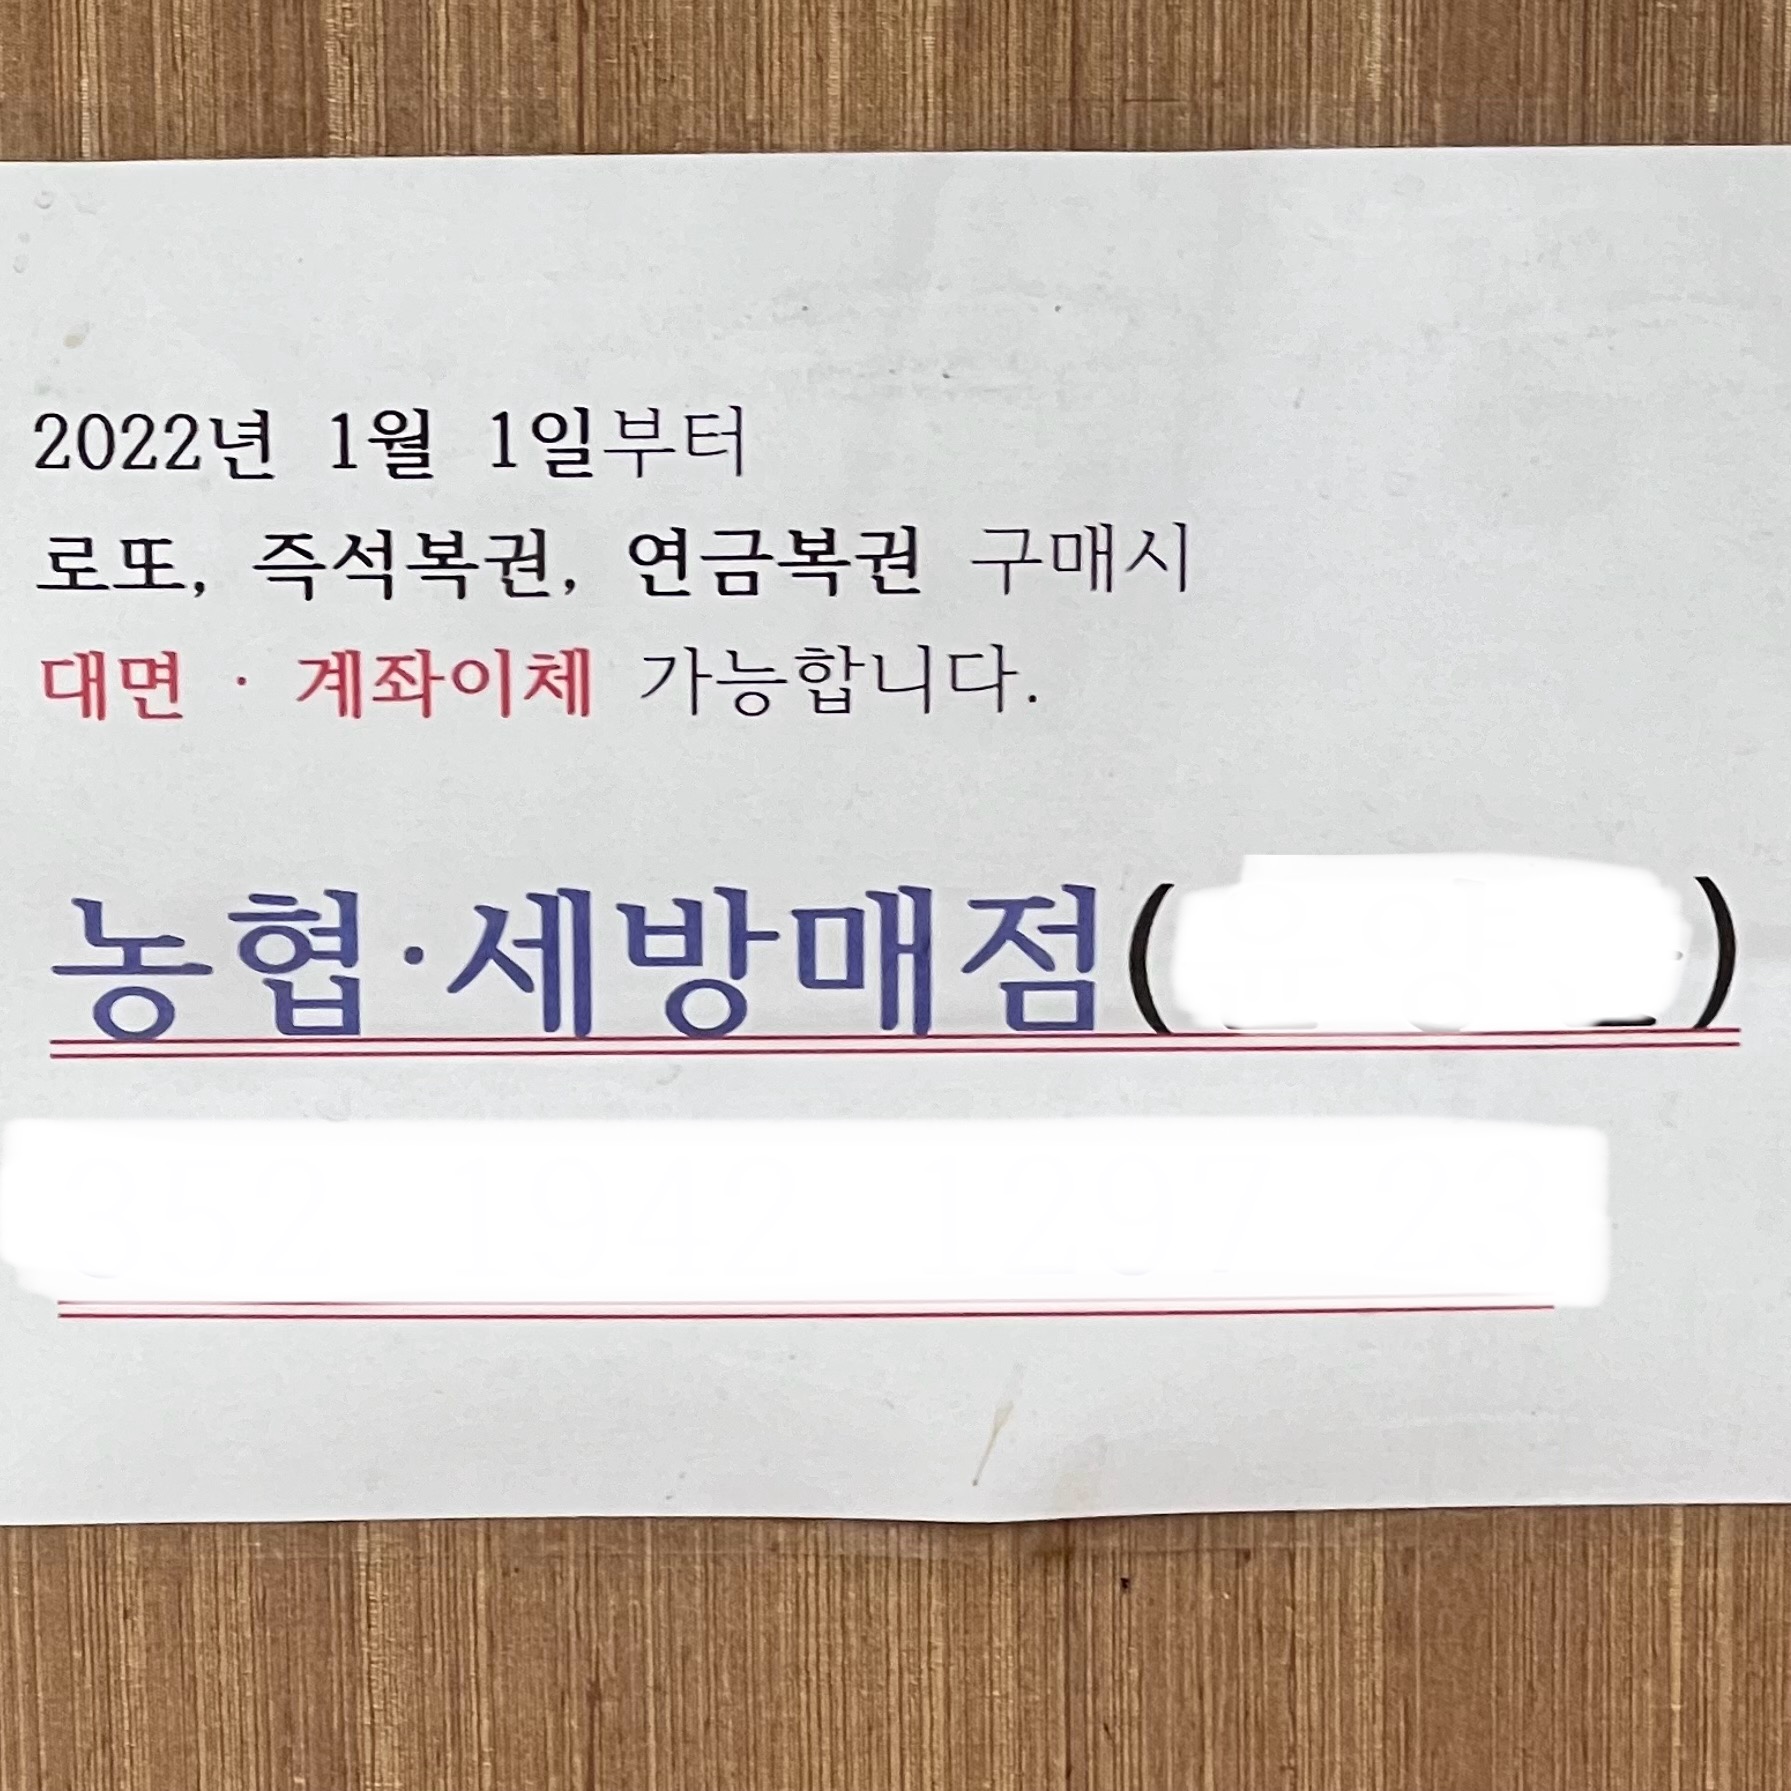 2022년 1월 1일부터
로또, 즉석복권, 연금복권 구매시
대면 · 계좌이체 가능합니다.
농협·세방매점( )